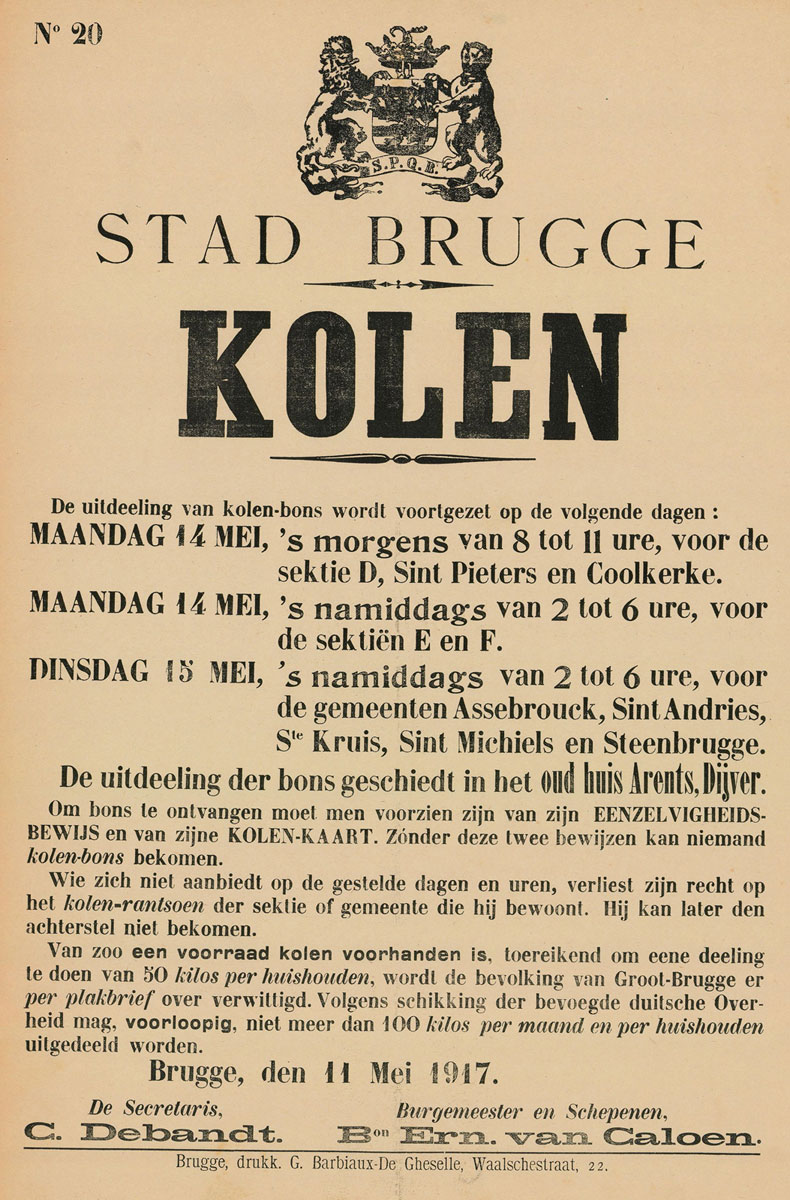 Nº 20
S.P.Q.B.
STAD BRUGGE
KOLEN
De uitdeeling van kolen-bons wordt voortgezet op de volgende dagen :
MAANDAG 14 MEI, 's morgens van 8 tot 11 ure, voor de
sektie D, Sint Pieters en Coolkerke.
MAANDAG 14 MEI, 's namiddags van 2 tot 6 ure, voor
de sektiën E en F.
DINSDAG 15 MEI, 's namiddags van 2 tot 6 ure, voor
de gemeenten Assebrouck, Sint Andries,
Ste Kruis, Sint Michiels en Steenbrugge.
De uitdeeling der bons geschiedt in het oud huis Arents, Dijver.
Om bons te ontvangen moet men voorzien zijn van zijn EENZELVIGHEIDS-
BEWIJS en van zijne KOLEN-KAART. Zónder deze twee bewijzen kan niemand
kolen-bons bekomen.
Wie zich niet aanbiedt op de gestelde dagen en uren, verliest zijn recht op
het kolen-rantsoen der sektie of gemeente die hij bewoont. Hij kan later den
achterstel niet bekomen.
Van zoo een voorraad kolen voorhanden is, toereikend om eene deeling
te doen van 50 kilos per huishouden, wordt de bevolking van Groot-Brugge er
per plakbrief over verwittigd. Volgens schikking der bevoegde duitsche Over-
heid mag, voorloopig, niet meer dan 100 kilos per maand en per huishouden
uitgedeeld worden.
Brugge, den 11 Mei 1917.
De Secretaris,
C. Debandt.
Burgemeester en Schepenen,
Bon Ern. van Caloen.
Brugge, drukk. G. Barbiaux-De Gheselle, Waalschestraat, 22.